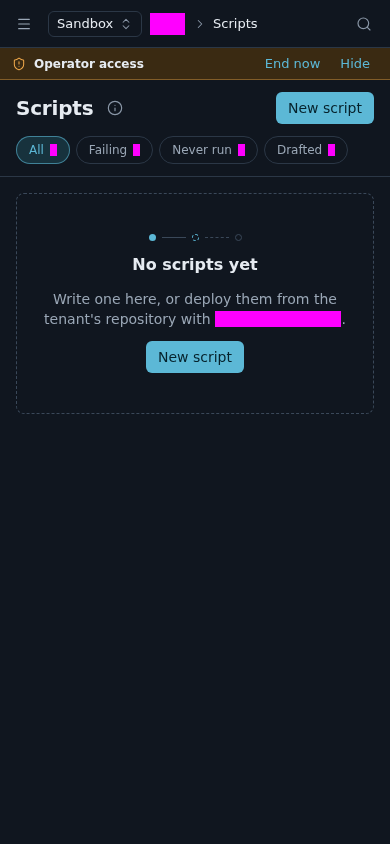 Sandbox
Scripts
Operator access
End now
Hide
Scripts
New script
All
Failing
Never run
Drafted
No scripts yet
Write one here, or deploy them from the
tenant's repository with .
New script